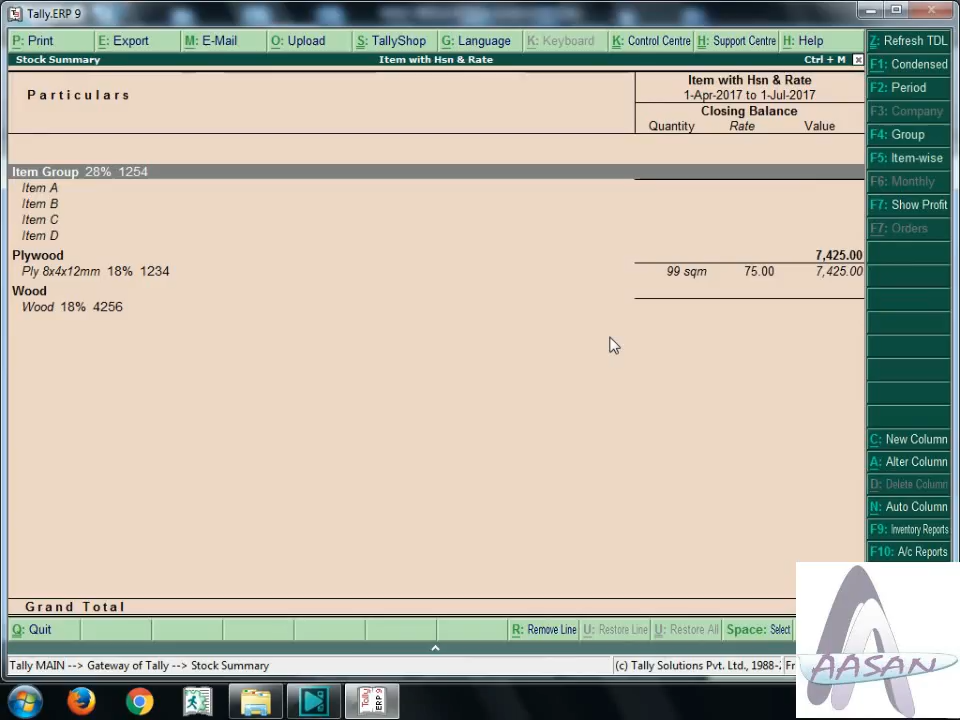 Tally.ERP 9
P: Print
E: Export
M: E-Mail
O: Upload
S: TallyShop
G: Language
K: Keyboard
K: Control Centre
H: Support Centre
H: Help
Stock Summary
Item with Hsn & Rate
Ctrl + M
Particulars
Item with Hsn & Rate
1-Apr-2017 to 1-Jul-2017
Closing Balance
Quantity Rate Value
Item Group 28% 1254
Item A
Item B
Item C
Item D
Plywood 7,425.00
Ply 8x4x12mm 18% 1234 99 sqm 75.00 7,425.00
Wood
Wood 18% 4256
Grand Total
Z: Refresh TDL
F1: Condensed
F2: Period
F3: Company
F4: Group
F5: Item-wise
F6: Monthly
F7: Show Profit
F7: Orders
C: New Column
A: Alter Column
D: Delete Column
N: Auto Column
F9: Inventory Reports
F10: A/c Reports
Q: Quit
R: Remove Line
U: Restore Line
U: Restore All
Space: Select
Tally MAIN --> Gateway of Tally --> Stock Summary
(c) Tally Solutions Pvt. Ltd., 1988-
Tally
ERP 9
AASAN